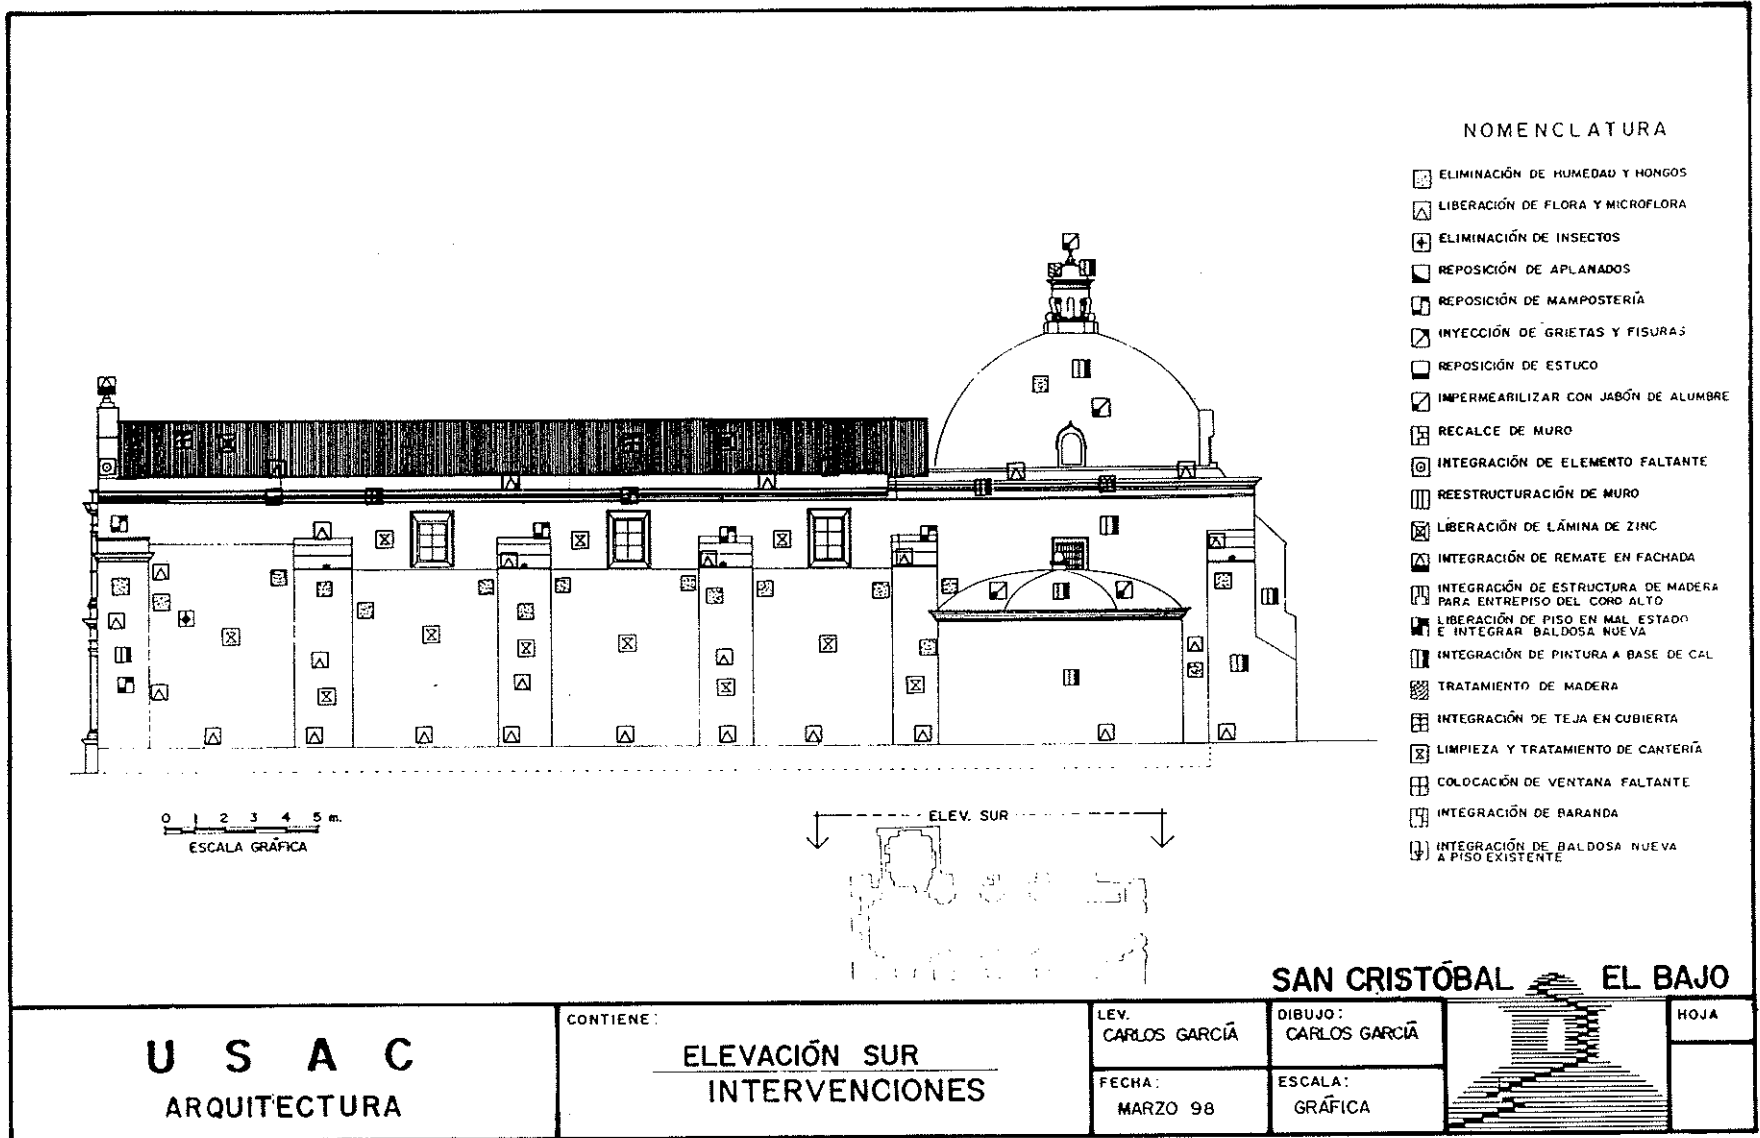 NOMENCLATURA
ELIMINACIÓN DE HUMEDAD Y HONGOS
LIBERACIÓN DE FLORA Y MICROFLORA
ELIMINACIÓN DE INSECTOS
REPOSICIÓN DE APLANADOS
REPOSICIÓN DE MAMPOSTERÍA
INYECCIÓN DE GRIETAS Y FISURAS
REPOSICIÓN DE ESTUCO
IMPERMEABILIZAR CON JABÓN DE ALUMBRE
RECALCE DE MURO
INTEGRACIÓN DE ELEMENTO FALTANTE
REESTRUCTURACIÓN DE MURO
LIBERACIÓN DE LÁMINA DE ZINC
INTEGRACIÓN DE REMATE EN FACHADA
INTEGRACIÓN DE ESTRUCTURA DE MADERA
PARA ENTREPISO DEL CORO ALTO
LIBERACIÓN DE PISO EN MAL ESTADO
E INTEGRAR BALDOSA NUEVA
INTEGRACIÓN DE PINTURA A BASE DE CAL
TRATAMIENTO DE MADERA
INTEGRACIÓN DE TEJA EN CUBIERTA
LIMPIEZA Y TRATAMIENTO DE CANTERÍA
COLOCACIÓN DE VENTANA FALTANTE
INTEGRACIÓN DE BARANDA
INTEGRACIÓN DE BALDOSA NUEVA
A PISO EXISTENTE
0 1 2 3 4 5 m.
ESCALA GRÁFICA
ELEV. SUR
SAN CRISTÓBAL EL BAJO
U S A C
ARQUITECTURA
CONTIENE:
ELEVACIÓN SUR
INTERVENCIONES
LEV.
CARLOS GARCÍA
DIBUJO:
CARLOS GARCÍA
FECHA:
MARZO 98
ESCALA:
GRÁFICA
HOJA